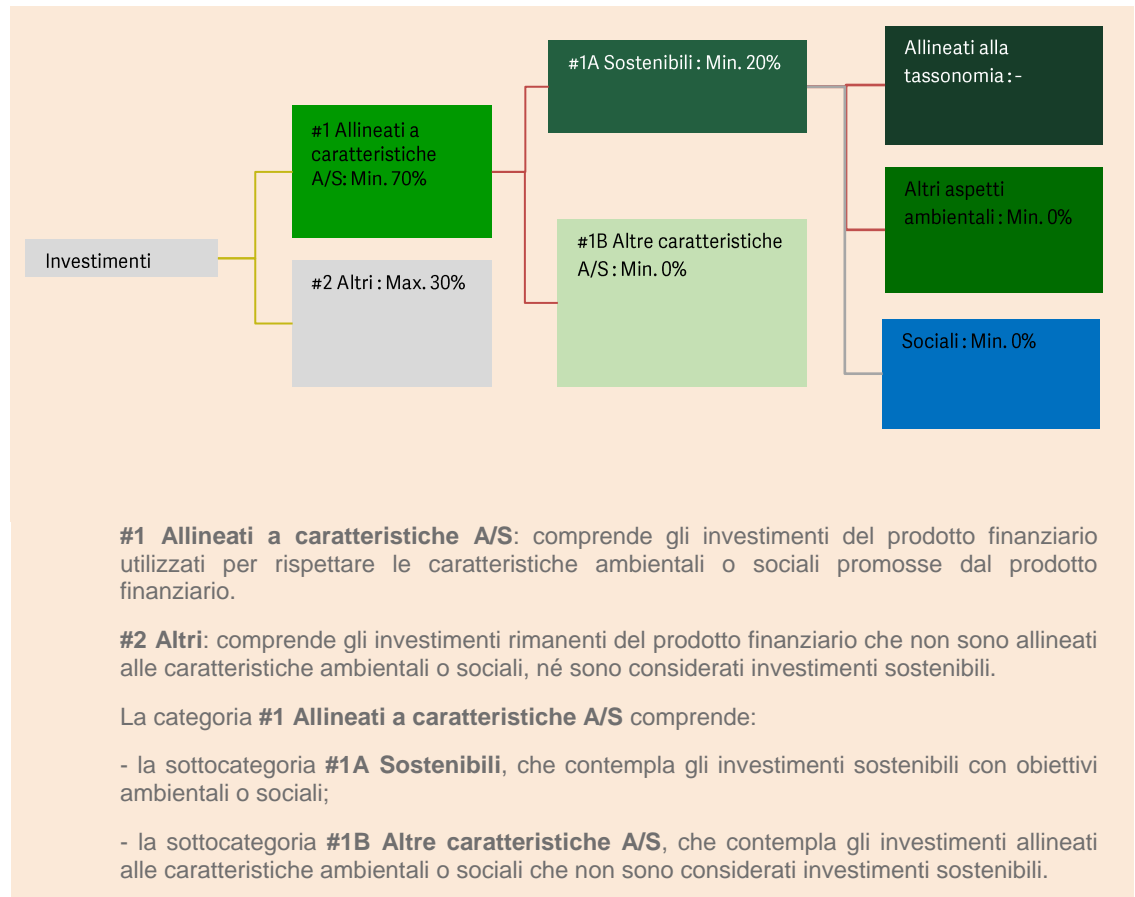 Investimenti
#1 Allineati a
caratteristiche
A/S: Min. 70%
#2 Altri : Max. 30%
#1A Sostenibili : Min. 20%
#1B Altre caratteristiche
A/S : Min. 0%
Allineati alla
tassonomia : -
Altri aspetti
ambientali : Min. 0%
Sociali : Min. 0%
#1 Allineati a caratteristiche A/S: comprende gli investimenti del prodotto finanziario
utilizzati per rispettare le caratteristiche ambientali o sociali promosse dal prodotto
finanziario.
#2 Altri: comprende gli investimenti rimanenti del prodotto finanziario che non sono allineati
alle caratteristiche ambientali o sociali, né sono considerati investimenti sostenibili.
La categoria #1 Allineati a caratteristiche A/S comprende:
- la sottocategoria #1A Sostenibili, che contempla gli investimenti sostenibili con obiettivi
ambientali o sociali;
- la sottocategoria #1B Altre caratteristiche A/S, che contempla gli investimenti allineati
alle caratteristiche ambientali o sociali che non sono considerati investimenti sostenibili.